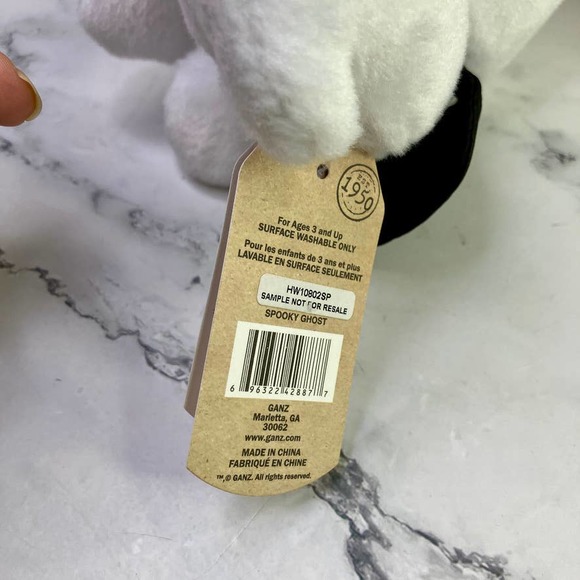 EST.
1950
For Ages 3 and Up
SURFACE WASHABLE ONLY
Pour les enfants de 3 ans et plus
LAVABLE EN SURFACE SEULEMENT
HW10802SP
SAMPLE NOT FOR RESALE
SPOOKY GHOST
6 96322 42887 7
GANZ
Marietta, GA
30062
www.ganz.com
MADE IN CHINA
FABRIQUÉ EN CHINE
™,© GANZ. All rights reserved.